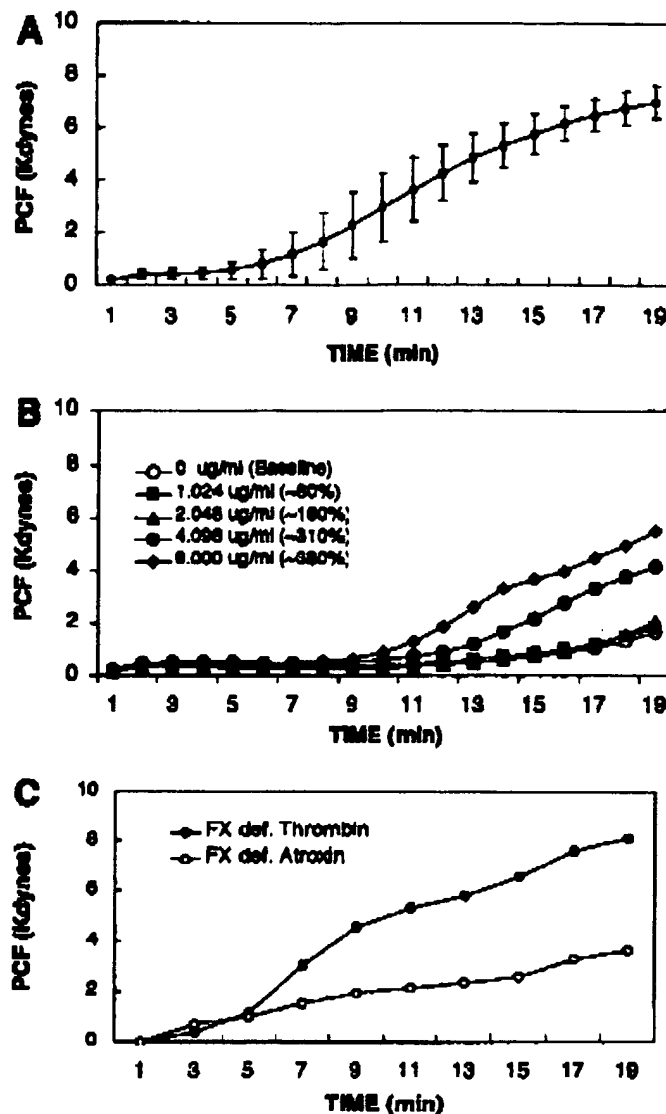 A
10
8
6
4
2
0
PCF (Kdynes)
1 3 5 7 9 11 13 15 17 19
TIME (min)
B
10
8
6
4
2
0
PCF (Kdynes)
0 ug/ml (Baseline)
1.024 ug/ml
2.048 ug/ml
4.096 ug/ml (~310%)
ug/ml
1 3 5 7 9 11 13 15 17 19
TIME (min)
C
10
8
6
4
2
0
PCF (Kdynes)
FX def. Thrombin
FX def. Atroxin
1 3 5 7 9 11 13 15 17 19
TIME (min)